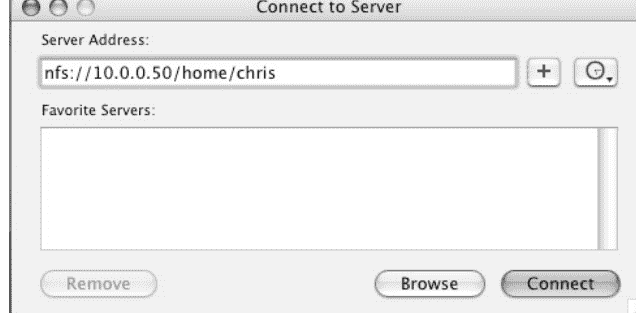 Connect to Server
Server Address:
nfs://10.0.0.50/home/chris
+
Favorite Servers:
Remove
Browse
Connect